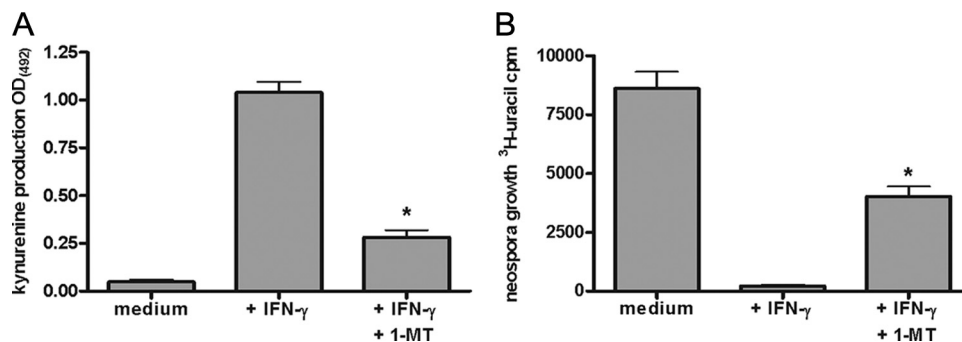 A
kynurenine production OD(492)
1.25
1.00
0.75
0.50
0.25
0.00
*
medium
+ IFN-γ
+ IFN-γ
+ 1-MT
B
neospora growth ³H-uracil cpm
10000
7500
5000
2500
0
*
medium
+ IFN-γ
+ IFN-γ
+ 1-MT